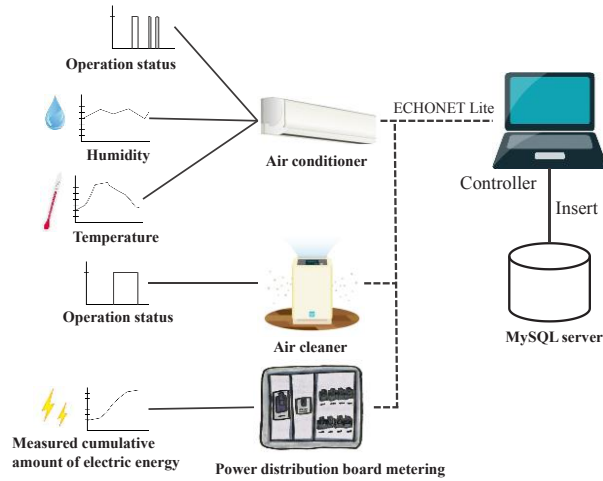 Operation status
ECHONET Lite
Humidity
Air conditioner
Controller
Insert
Temperature
Operation status
Air cleaner
MySQL server
Measured cumulative
amount of electric energy
Power distribution board metering